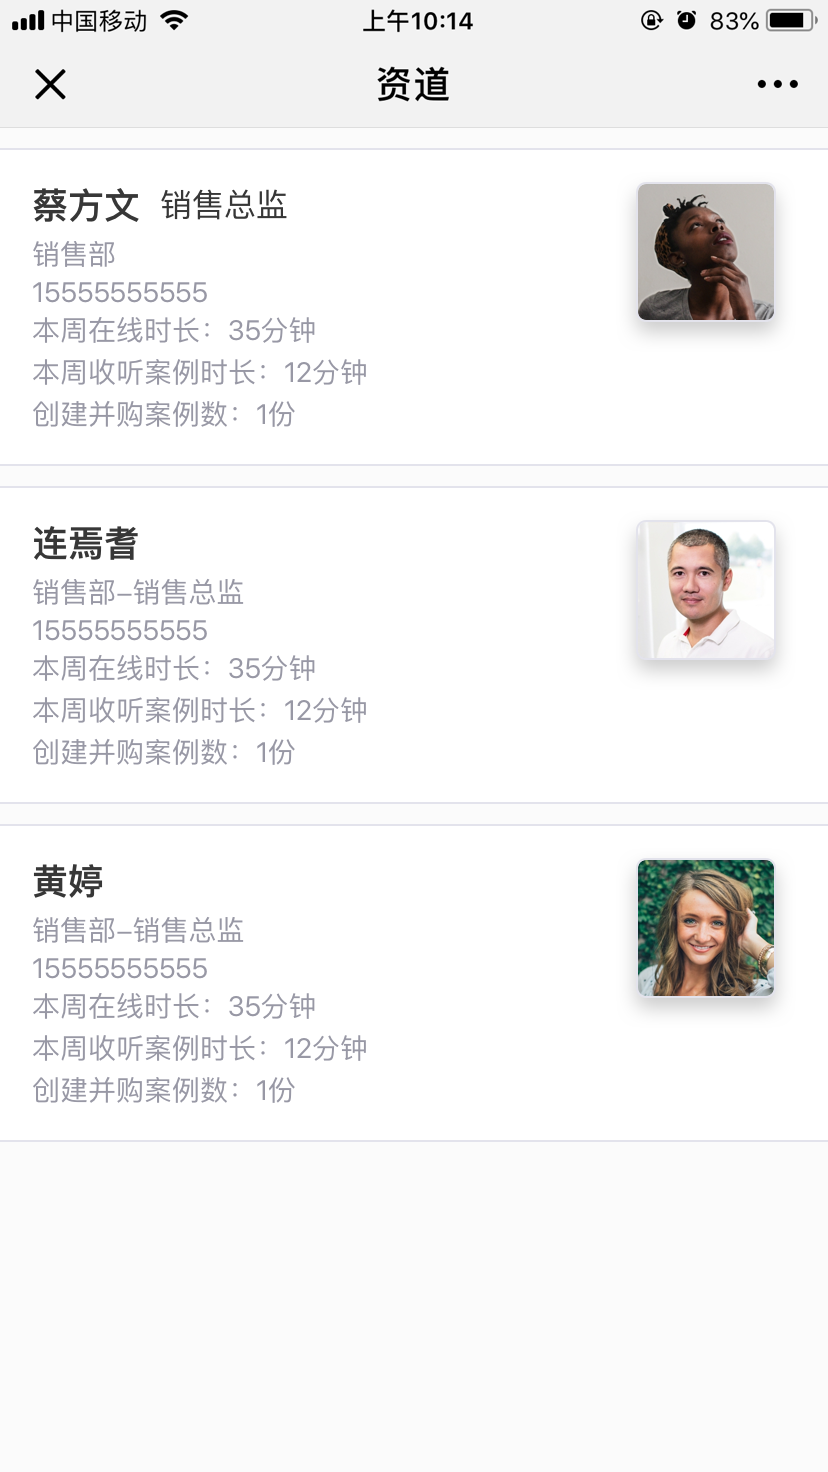 中国移动 上午10:14 83%
资道
蔡方文 销售总监
销售部
15555555555
本周在线时长：35分钟
本周收听案例时长：12分钟
创建并购案例数：1份
连焉耆
销售部–销售总监
15555555555
本周在线时长：35分钟
本周收听案例时长：12分钟
创建并购案例数：1份
黄婷
销售部–销售总监
15555555555
本周在线时长：35分钟
本周收听案例时长：12分钟
创建并购案例数：1份